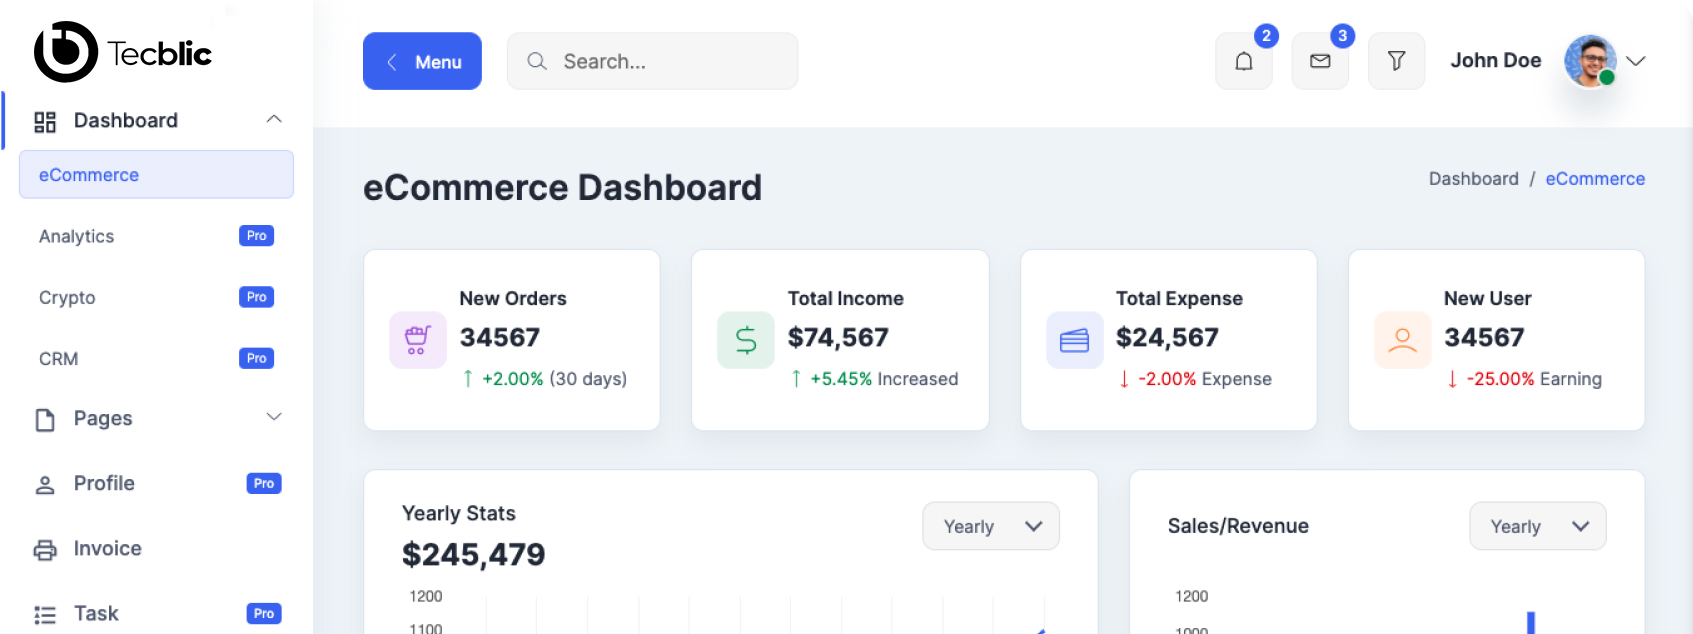 Tecblic
Dashboard
eCommerce
Analytics Pro
Crypto Pro
CRM Pro
Pages
Profile Pro
Invoice
Task Pro
Menu
Search...
2
3
John Doe
eCommerce Dashboard
Dashboard / eCommerce
New Orders
34567
↑ +2.00% (30 days)
Total Income
$74,567
↑ +5.45% Increased
Total Expense
$24,567
↓ -2.00% Expense
New User
34567
↓ -25.00% Earning
Yearly Stats
$245,479
Yearly
1200
1100
Sales/Revenue
Yearly
1200
1000